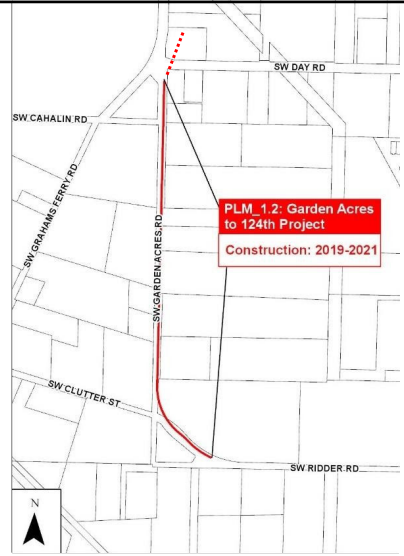 SW DAY RD
SW CAHALIN RD
SW GRAHAMS FERRY RD
PLM_1.2: Garden Acres
to 124th Project
Construction: 2019-2021
SW GARDEN ACRES RD
SW CLUTTER ST
SW RIDDER RD
N